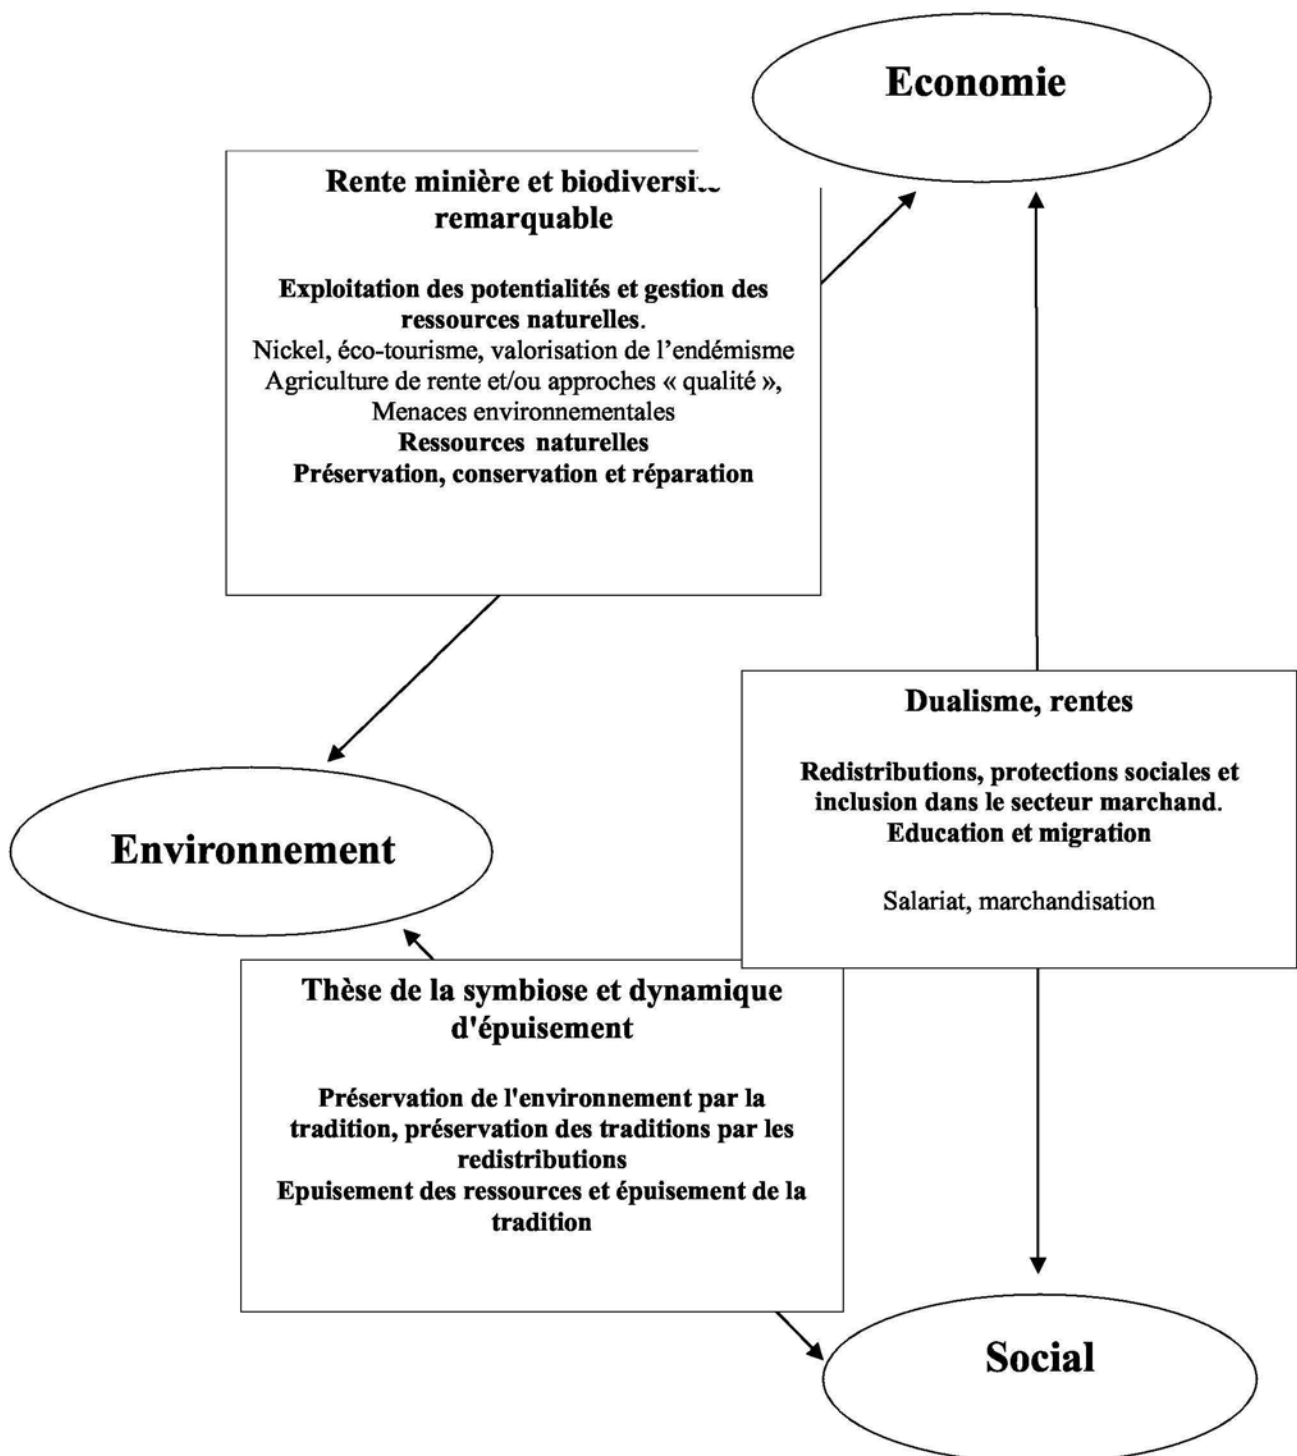 Economie
Rente minière et biodiversité
remarquable
Exploitation des potentialités et gestion des
ressources naturelles.
Nickel, éco-tourisme, valorisation de l’endémisme
Agriculture de rente et/ou approches « qualité »,
Menaces environnementales
Ressources naturelles
Préservation, conservation et réparation
Dualisme, rentes
Redistributions, protections sociales et
inclusion dans le secteur marchand.
Education et migration
Salariat, marchandisation
Environnement
Thèse de la symbiose et dynamique
d'épuisement
Préservation de l'environnement par la
tradition, préservation des traditions par les
redistributions
Epuisement des ressources et épuisement de la
tradition
Social